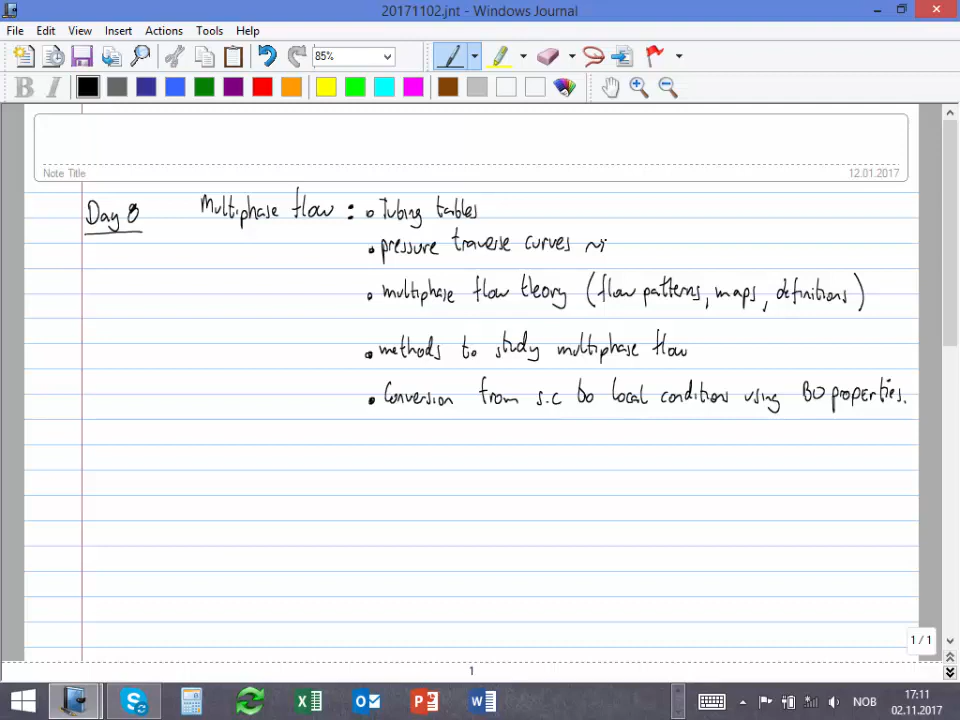 20171102.jnt - Windows Journal
File Edit View Insert Actions Tools Help
85%
B I
Note Title
12.01.2017
Day 8 Multiphase flow : • Tubing tables
• pressure traverse curves
• multiphase flow theory (flow patterns, maps, definitions)
• methods to study multiphase flow
• Conversion from s.c to local conditions using BO properties.
1 / 1
1
NOB
17:11
02.11.2017